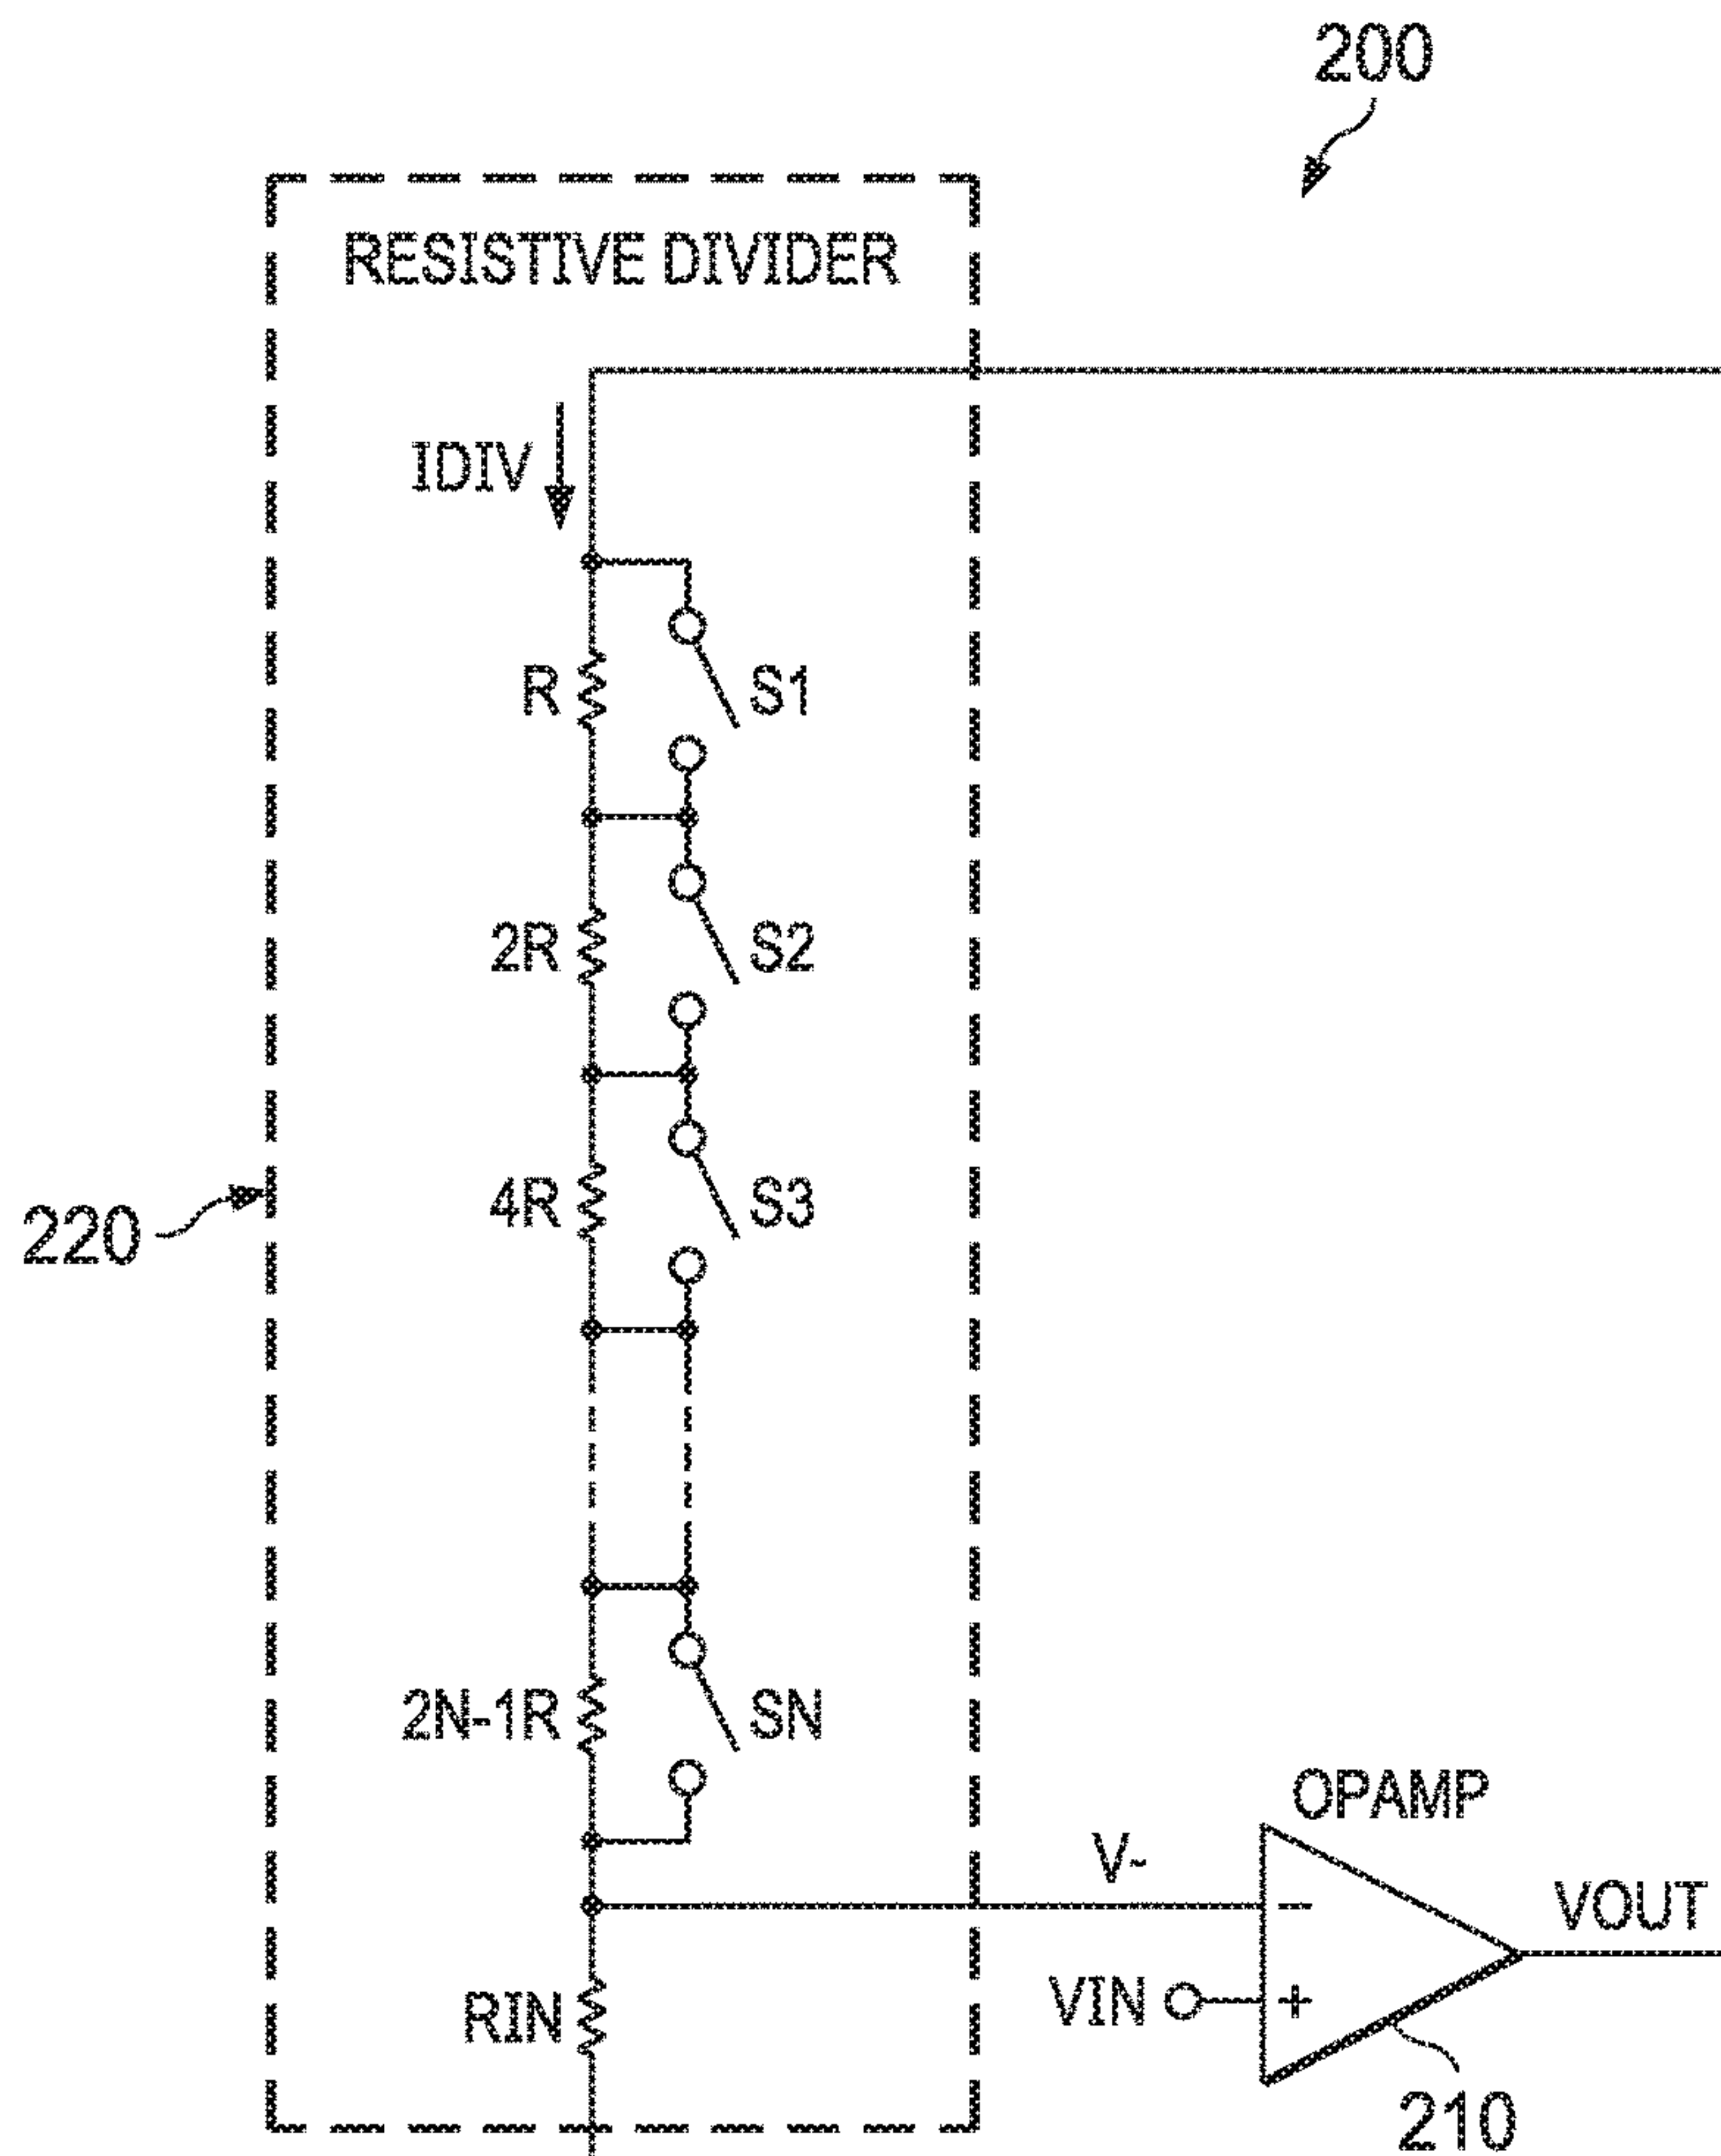 200
RESISTIVE DIVIDER
IDIV
R
S1
2R
S2
4R
S3
220
2N-1R
SN
OPAMP
V-
-
VOUT
VIN
+
RIN
210